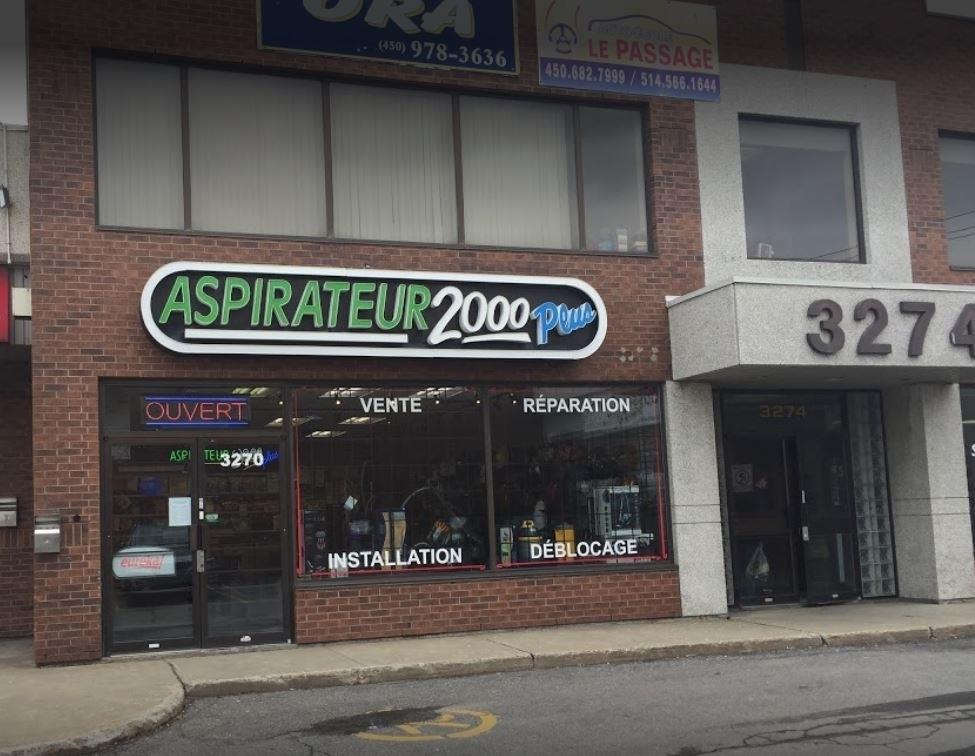 ORA
(450) 978-3636
LE PASSAGE
450.682.7999 / 514.566.1644
ASPIRATEUR 2000 Plus
3274
OUVERT
VENTE
RÉPARATION
3274
3270
eureka!
INSTALLATION
DÉBLOCAGE